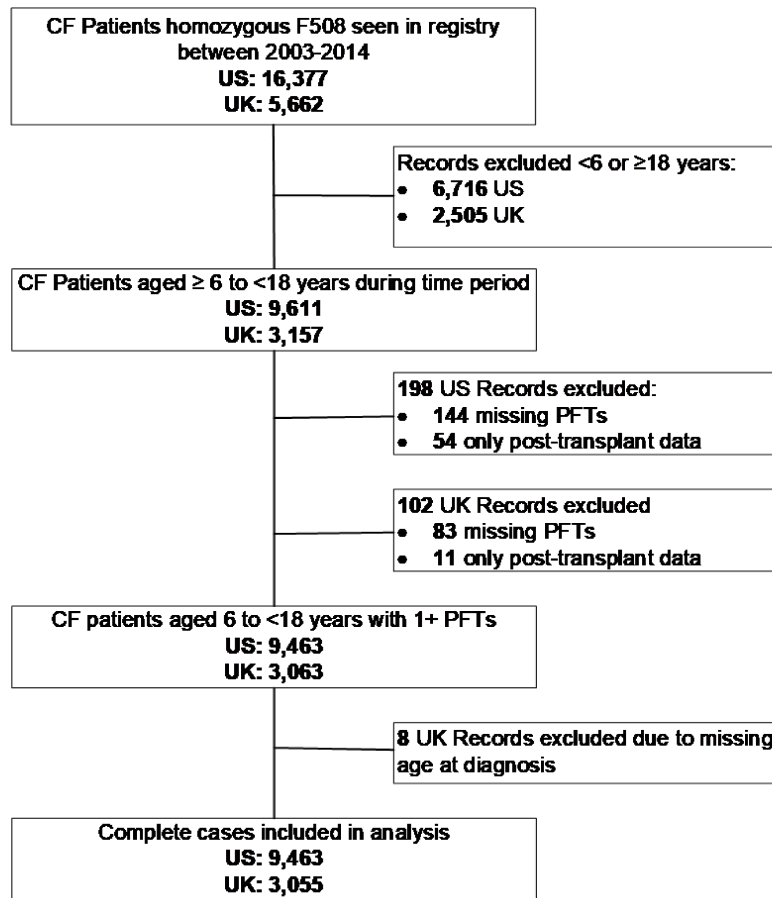 CF Patients homozygous F508 seen in registry
between 2003-2014
US: 16,377
UK: 5,662
Records excluded <6 or ≥18 years:
• 6,716 US
• 2,505 UK
CF Patients aged ≥ 6 to <18 years during time period
US: 9,611
UK: 3,157
198 US Records excluded:
• 144 missing PFTs
• 54 only post-transplant data
102 UK Records excluded
• 83 missing PFTs
• 11 only post-transplant data
CF patients aged 6 to <18 years with 1+ PFTs
US: 9,463
UK: 3,063
8 UK Records excluded due to missing
age at diagnosis
Complete cases included in analysis
US: 9,463
UK: 3,055